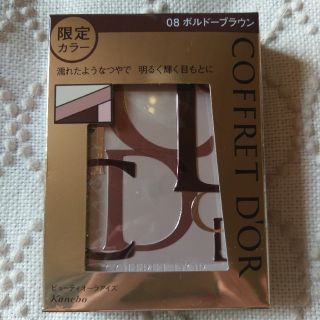 08 ボルドーブラウン
限定
カラー
濡れたようなつやで 明るく輝く目もとに
COFFRET D'OR
ビューティオーラアイズ
Kanebo